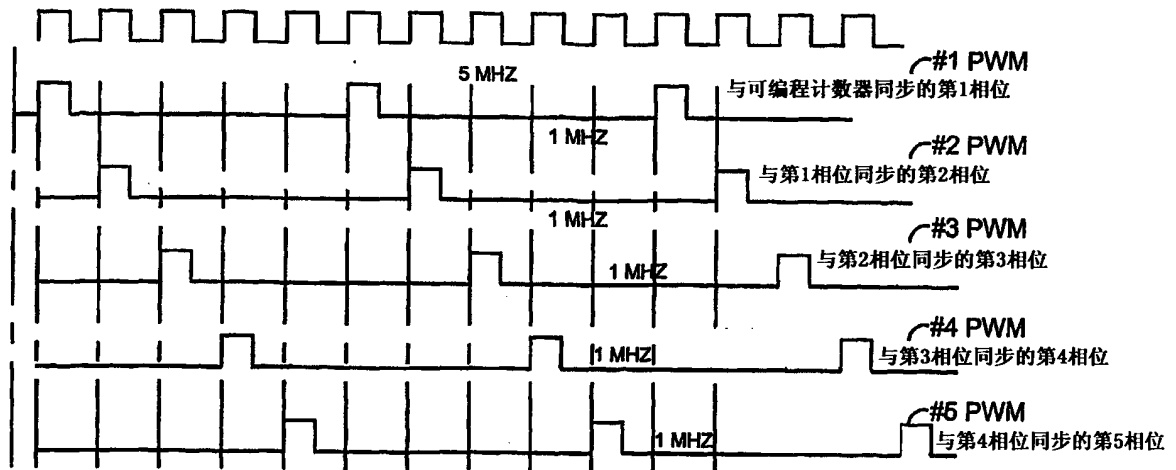 #1 PWM
5 MHZ
与可编程计数器同步的第1相位
1 MHZ
#2 PWM
与第1相位同步的第2相位
1 MHZ
#3 PWM
与第2相位同步的第3相位
1 MHZ
#4 PWM
1 MHZ
与第3相位同步的第4相位
#5 PWM
1 MHZ
与第4相位同步的第5相位